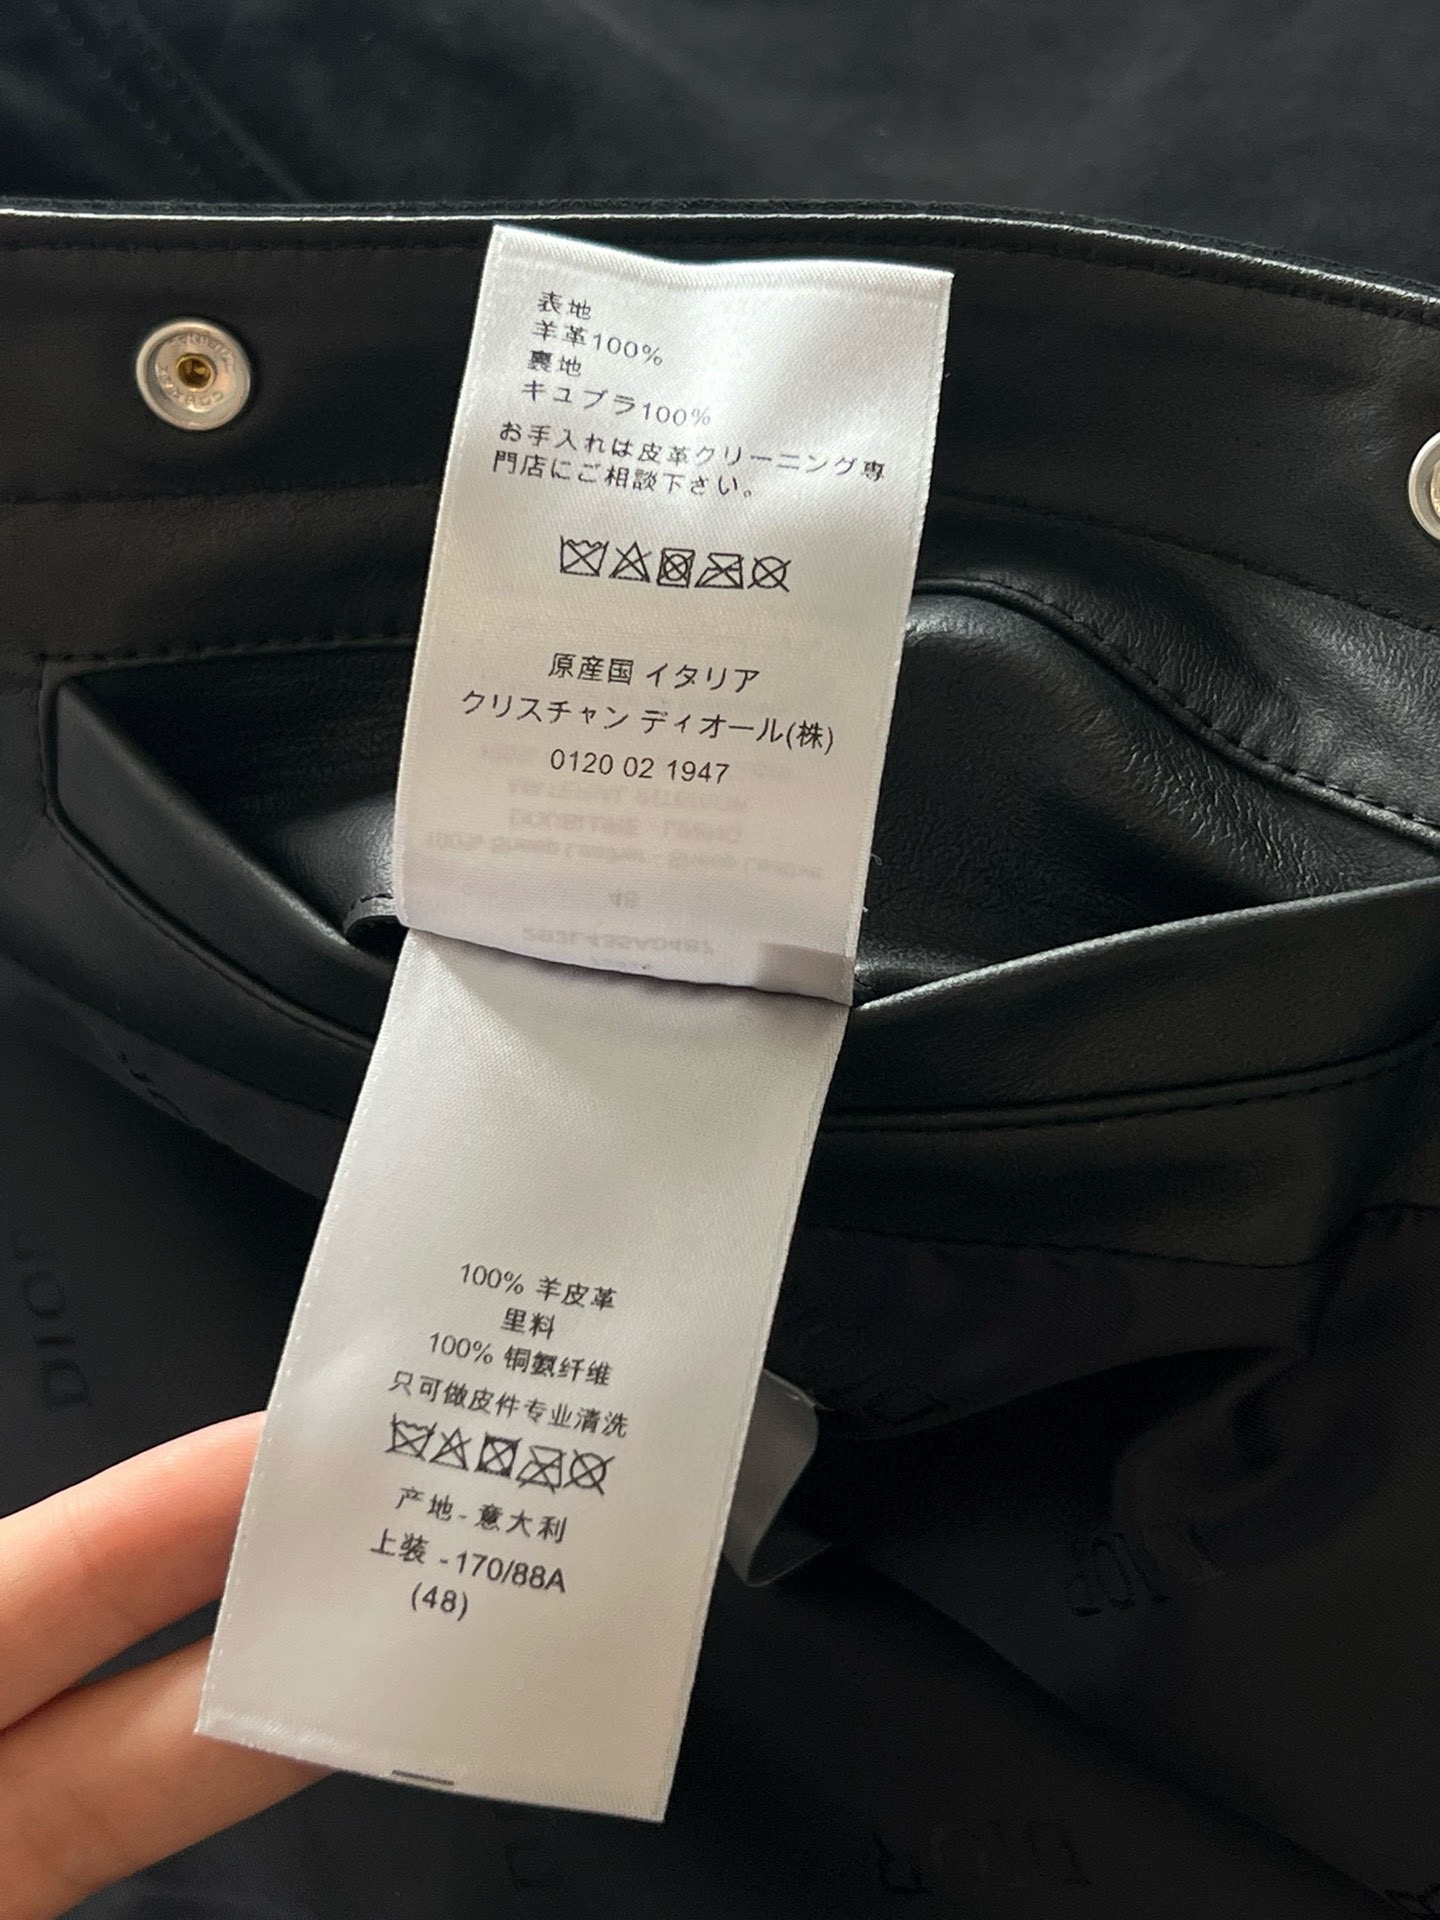 表地
羊革100%
裏地
キュプラ100%
お手入れは皮革クリーニング専
門店にご相談下さい。
原産国 イタリア
クリスチャン ディオール(株)
0120 02 1947
100% 羊皮革
里料
100% 铜氨纤维
只可做皮件专业清洗
产地 - 意大利
上装 - 170/88A
(48)
DIOR
DIOR
DIOR